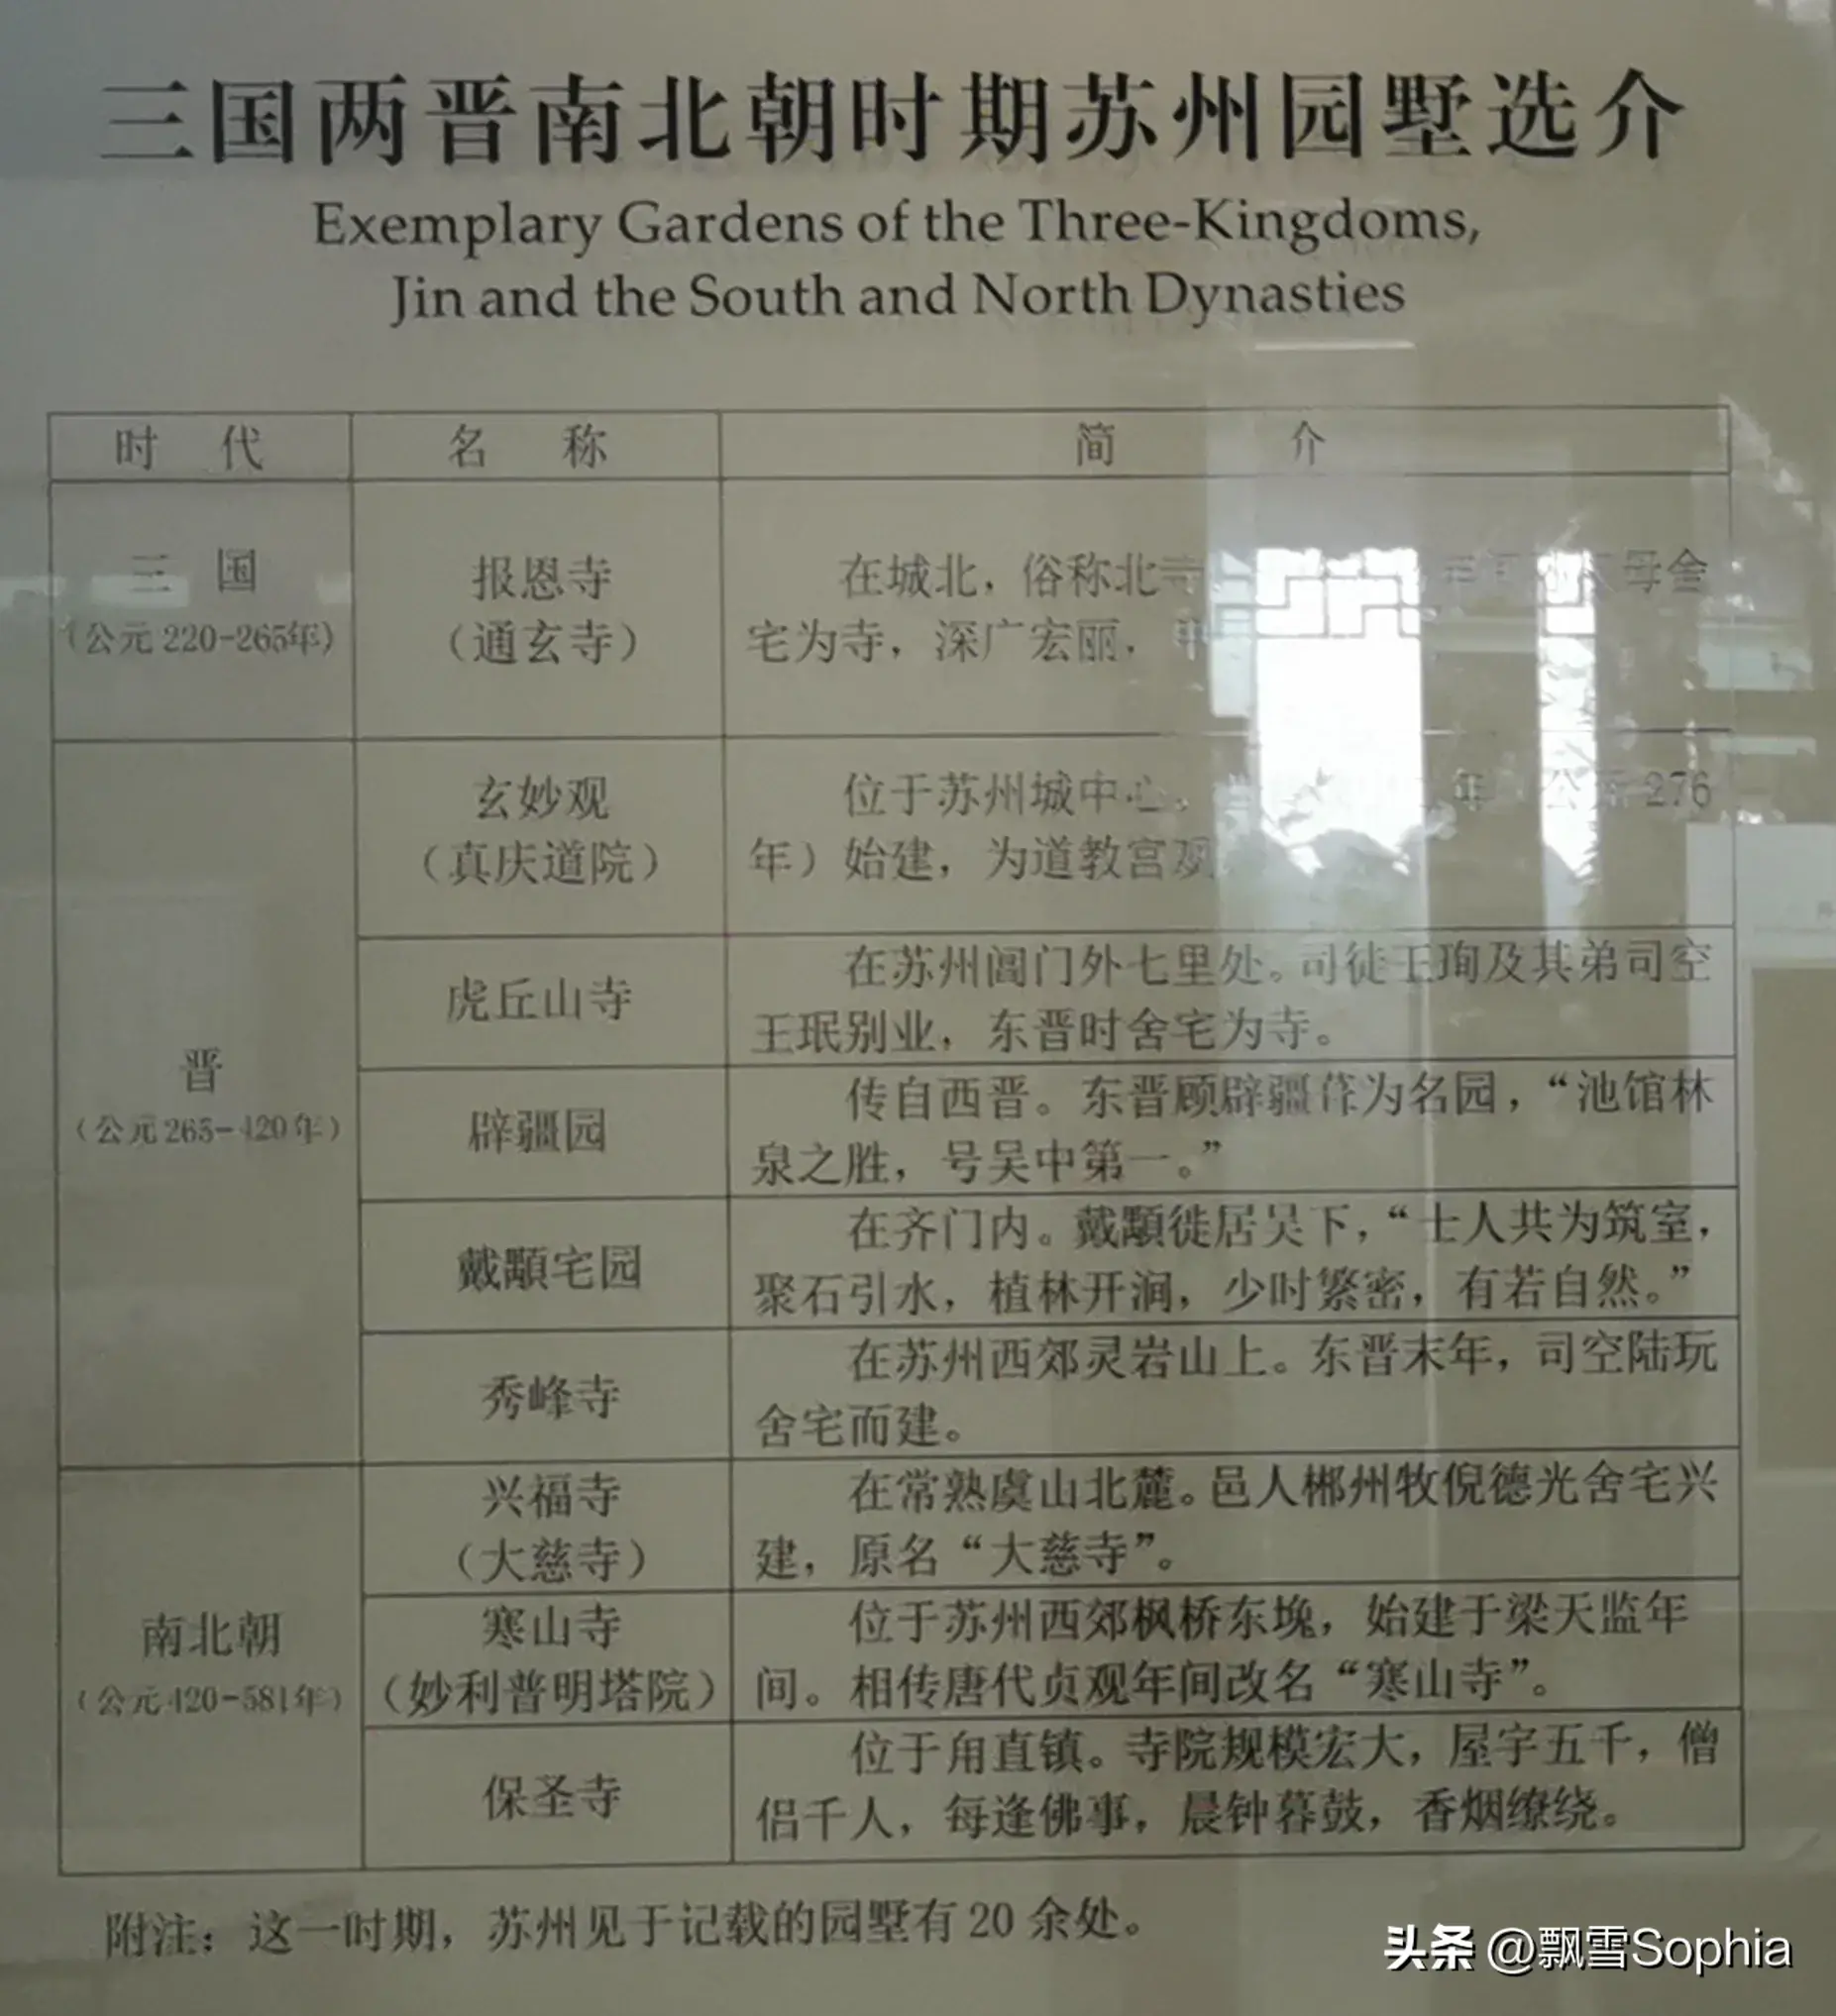 三国两晋南北朝时期苏州园墅选介
Exemplary Gardens of the Three-Kingdoms,
Jin and the South and North Dynasties
时 代 名 称 简 介
三 国
(公元220-265年)
报恩寺
（通玄寺）
在城北，俗称北寺 母舍
宅为寺，深广宏丽，
晋
(公元265-420年)
玄妙观
（真庆道院）
位于苏州城中心。 年 公元276
年）始建，为道教宫观
虎丘山寺
在苏州阊门外七里处。司徒王珣及其弟司空
王珉别业，东晋时舍宅为寺。
辟疆园
传自西晋。东晋顾辟疆筑为名园，“池馆林
泉之胜，号吴中第一。”
戴颙宅园
在齐门内。戴颙徙居吴下，“士人共为筑室，
聚石引水，植林开涧，少时繁密，有若自然。”
秀峰寺
在苏州西郊灵岩山上。东晋末年，司空陆玩
舍宅而建。
南北朝
(公元420-581年)
兴福寺
（大慈寺）
在常熟虞山北麓。邑人郴州牧倪德光舍宅兴
建，原名“大慈寺”。
寒山寺
（妙利普明塔院）
位于苏州西郊枫桥东堍，始建于梁天监年
间。相传唐代贞观年间改名“寒山寺”。
保圣寺
位于甪直镇。寺院规模宏大，屋宇五千，僧
侣千人，每逢佛事，晨钟暮鼓，香烟缭绕。
附注：这一时期，苏州见于记载的园墅有20余处。
头条 @飘雪Sophia